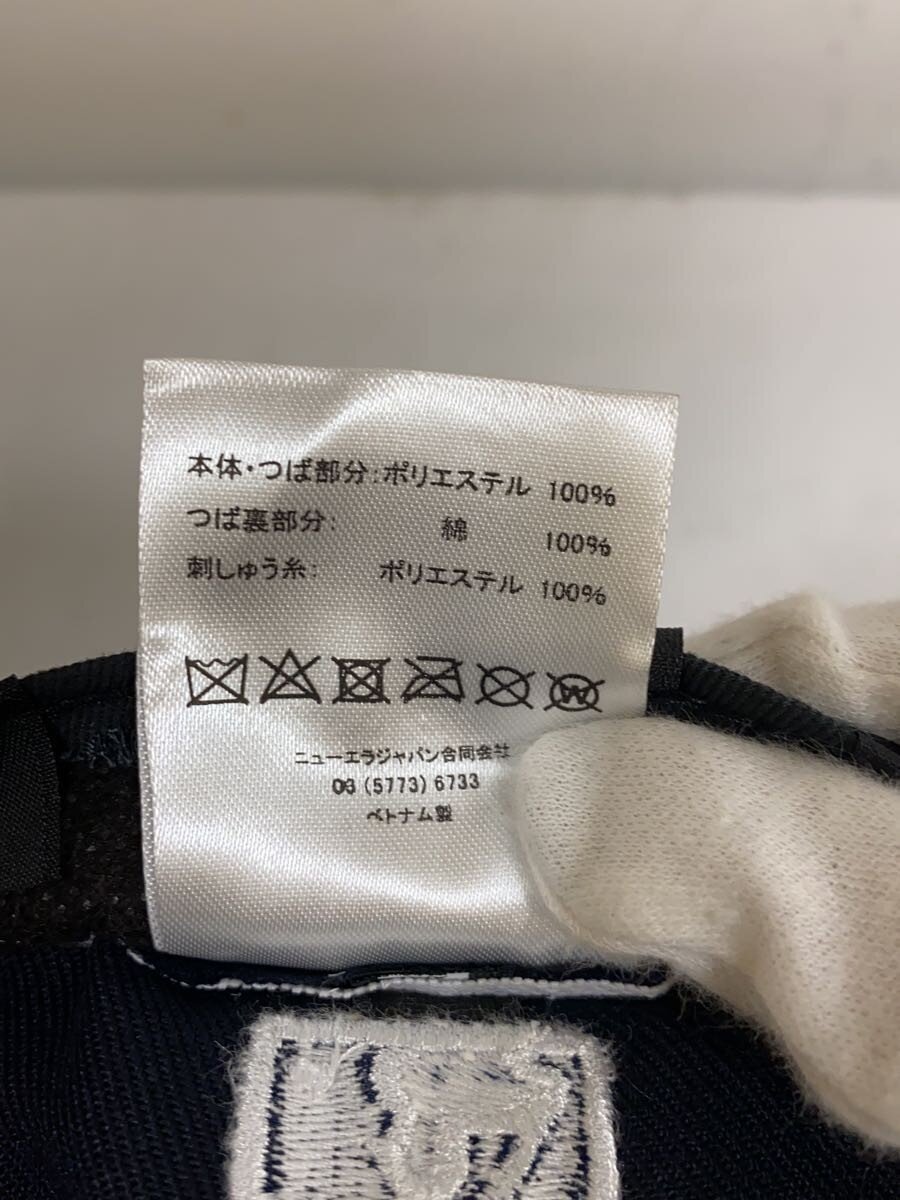 本体・つば部分:ポリエステル 100%
つば裏部分: 綿 100%
刺しゅう糸: ポリエステル 100%
W
ニューエラジャパン合同会社
03 (5773) 6733
ベトナム製